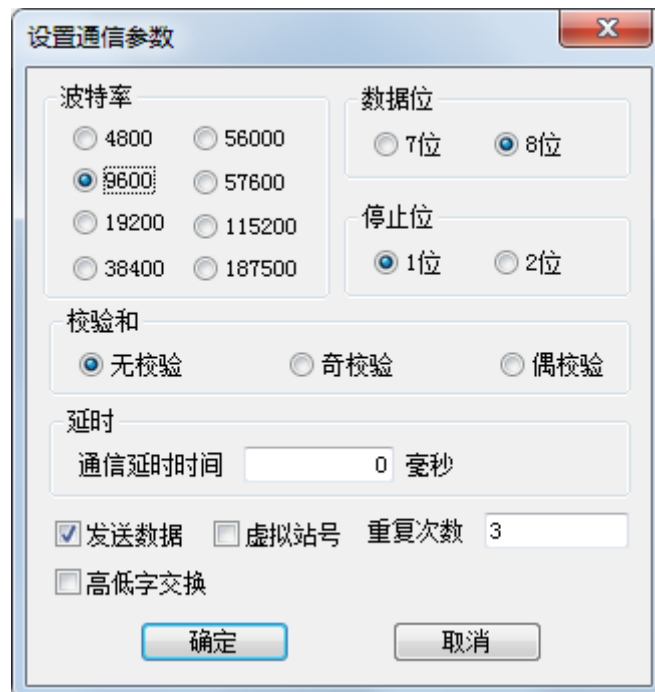 设置通信参数
波特率
4800 56000
9600 57600
19200 115200
38400 187500
数据位
7位 8位
停止位
1位 2位
校验和
无校验 奇校验 偶校验
延时
通信延时时间 0 毫秒
发送数据 虚拟站号 重复次数 3
高低字交换
确定 取消